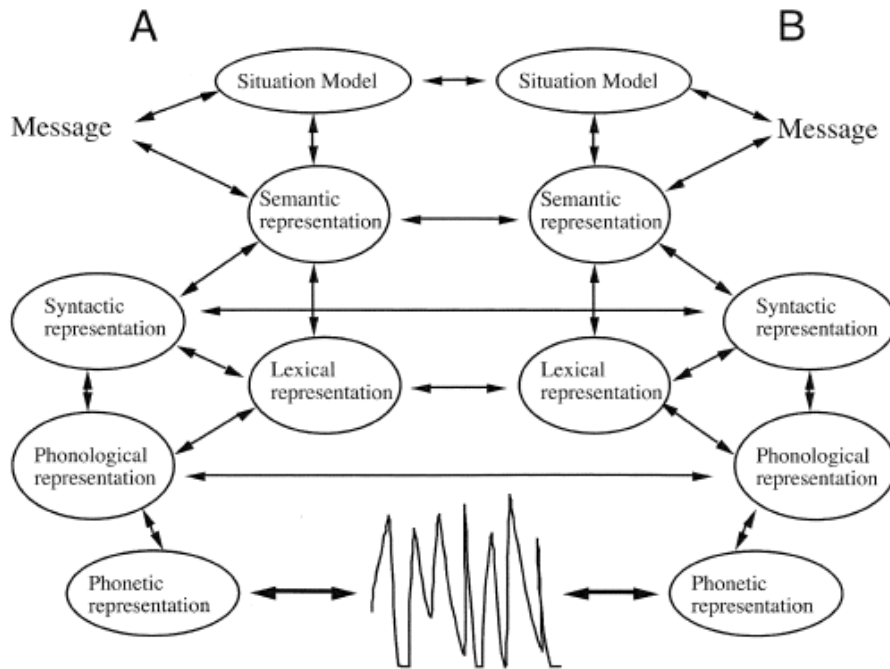 A
B
Situation Model
Situation Model
Message
Message
Semantic
representation
Semantic
representation
Syntactic
representation
Syntactic
representation
Lexical
representation
Lexical
representation
Phonological
representation
Phonological
representation
Phonetic
representation
Phonetic
representation